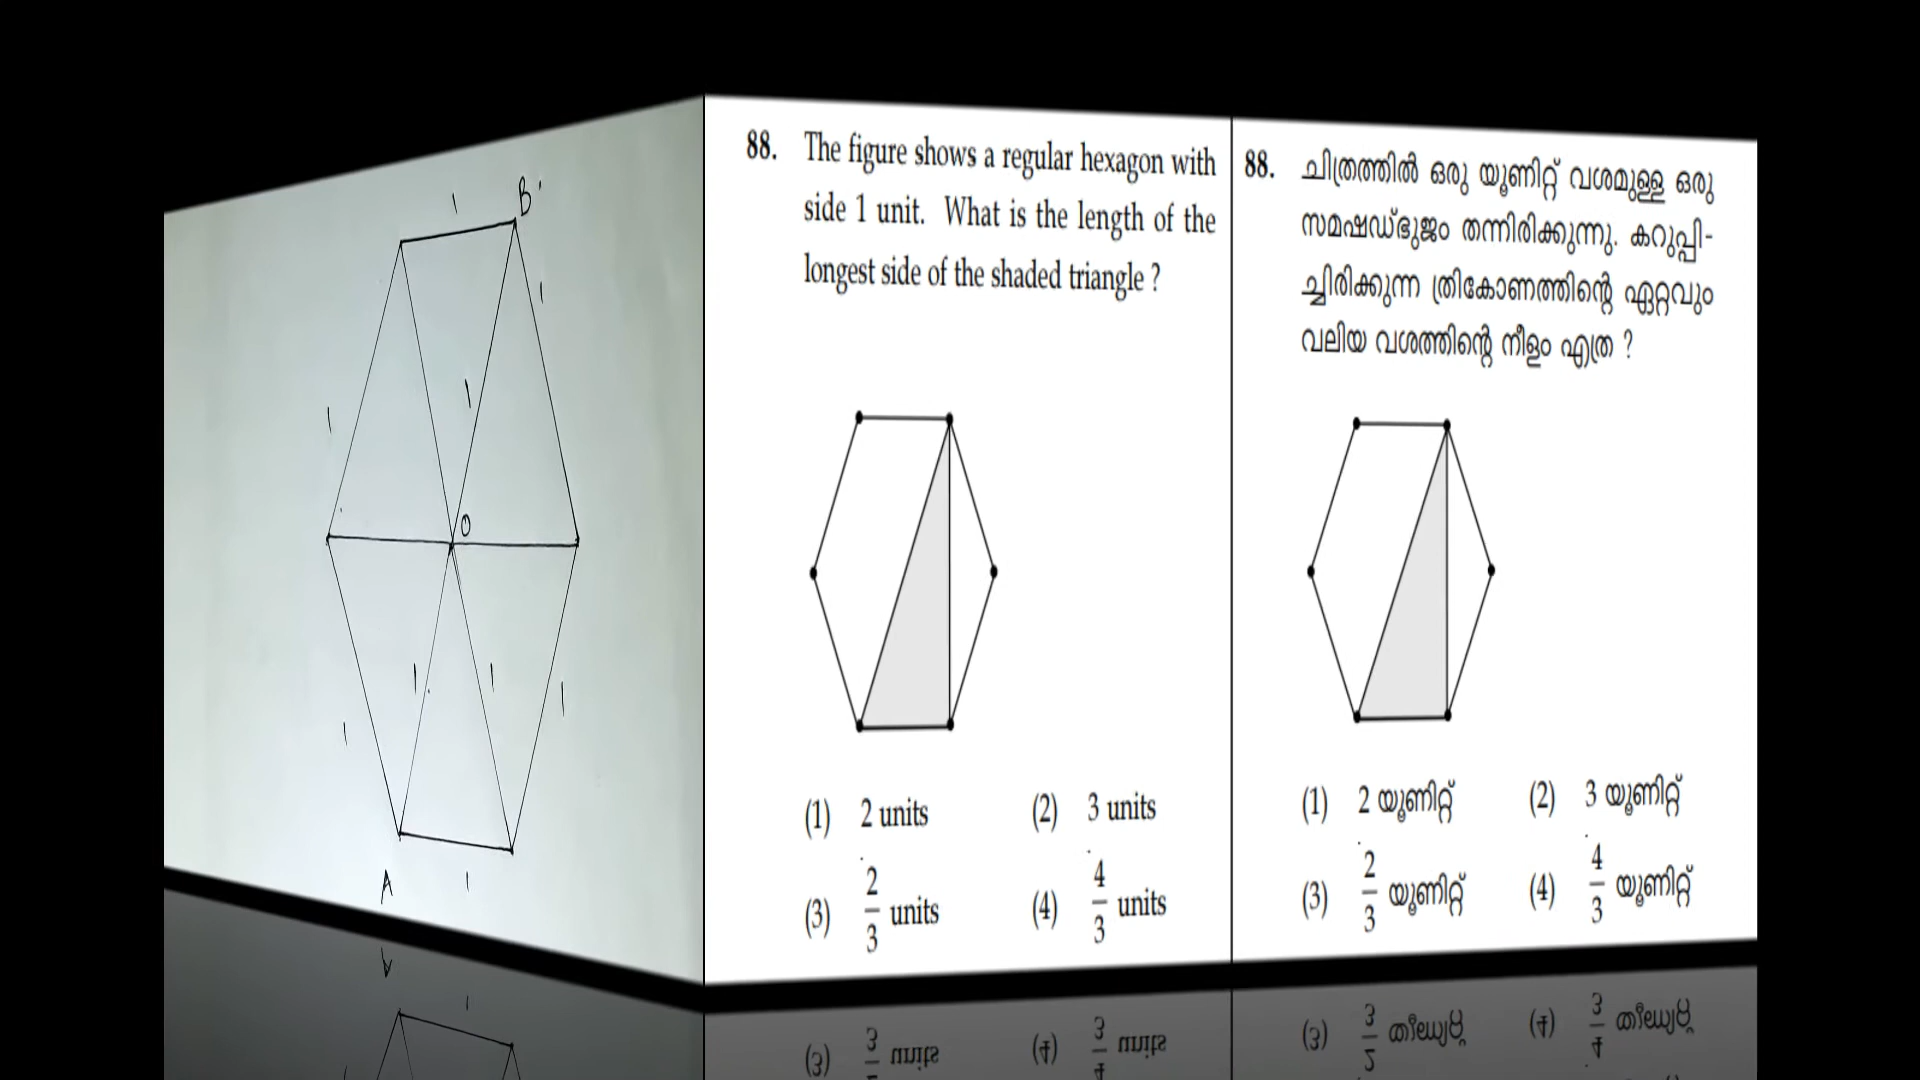 B
1
1
1
1
O
1
1
1
1
A
1
88. The figure shows a regular hexagon with
side 1 unit. What is the length of the
longest side of the shaded triangle ?
(1) 2 units (2) 3 units
(3) 2/3 units (4) 4/3 units
88. ചിത്രത്തിൽ ഒരു യൂണിറ്റ് വശമുള്ള ഒരു
സമഷഡ്ഭുജം തന്നിരിക്കുന്നു. കറുപ്പി-
ച്ചിരിക്കുന്ന ത്രികോണത്തിന്റെ ഏറ്റവും
വലിയ വശത്തിന്റെ നീളം എത്ര ?
(1) 2 യൂണിറ്റ് (2) 3 യൂണിറ്റ്
(3) 2/3 യൂണിറ്റ് (4) 4/3 യൂണിറ്റ്